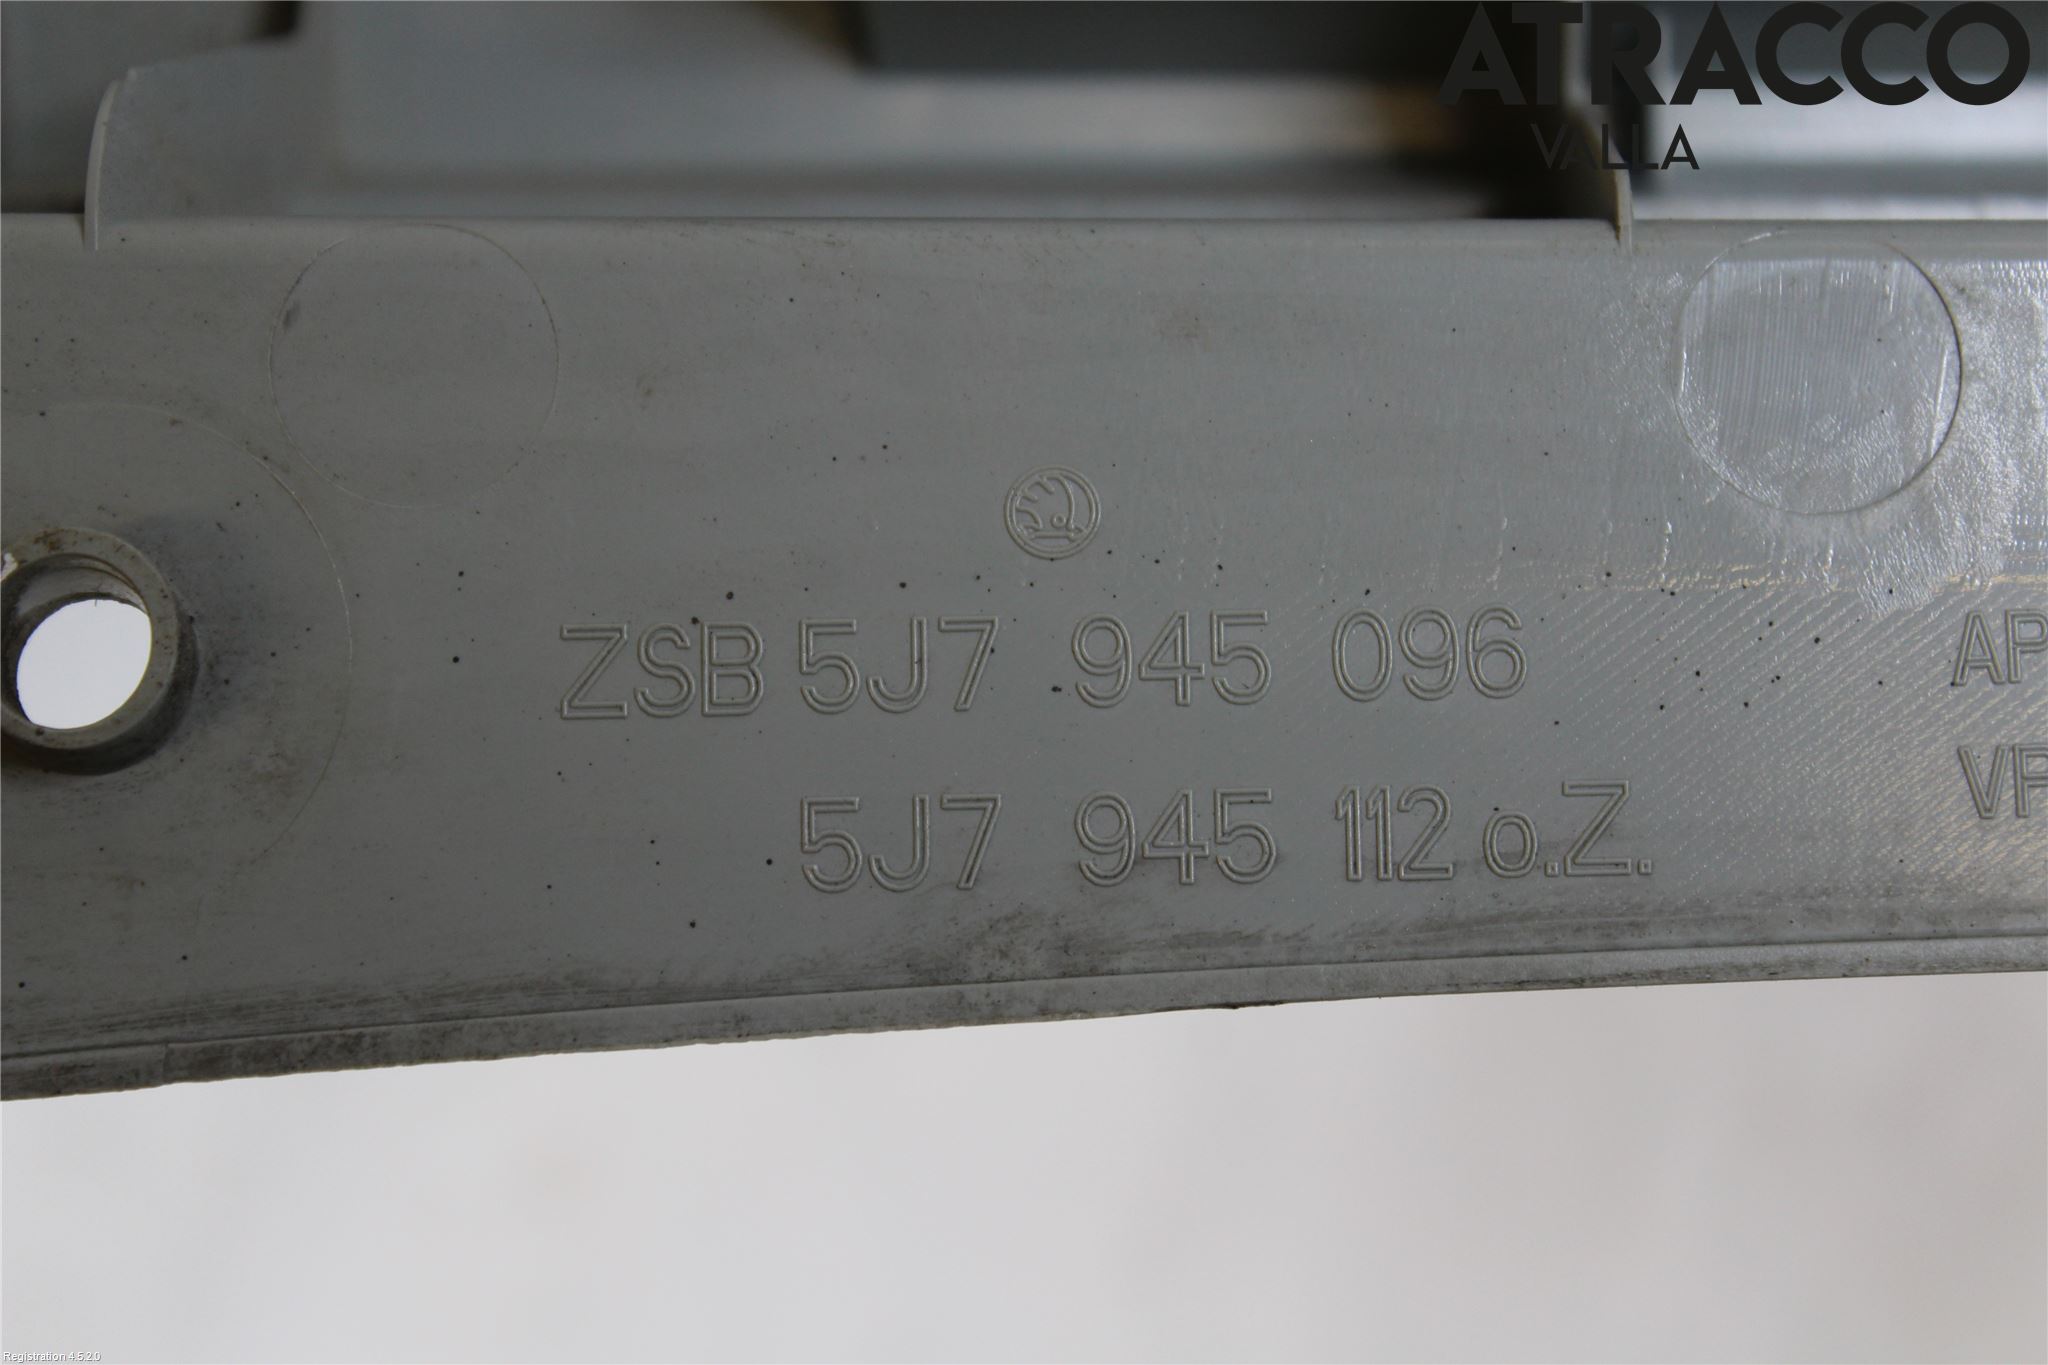 ATRACCO
VALLA
ZSB 5J7 945 096
5J7 945 112 o.Z.
AP
VP
Registration 4.5.2.0